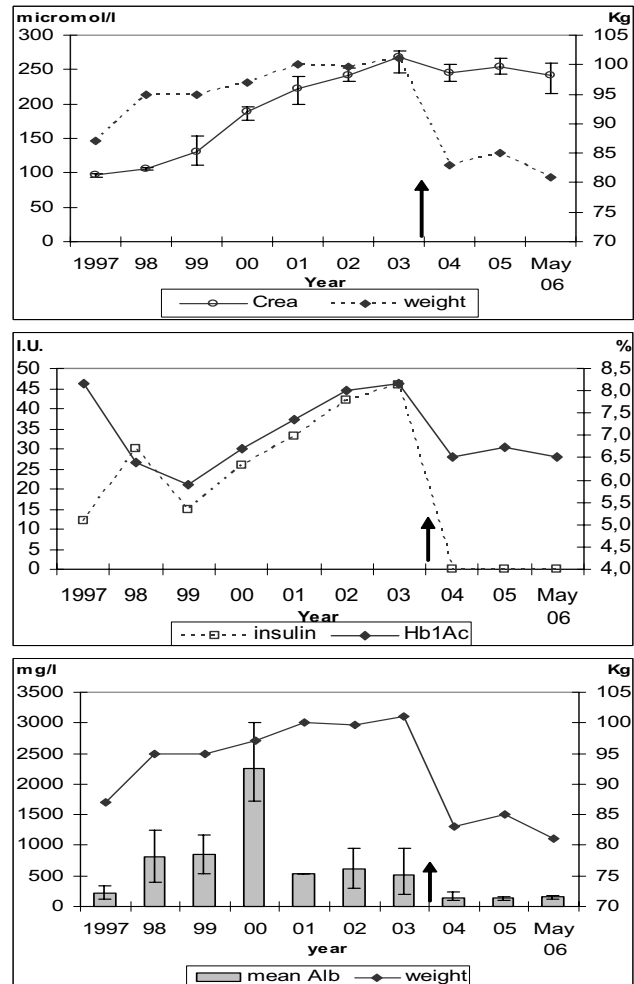 micromol/l Kg
300 105
250 100
200 95
150 90
100 85
50 80
0 75
70
1997 98 99 00 01 02 03 04 05 May
06
Year
Crea weight
I.U. %
50 8,5
45 8,0
40 7,5
35 7,0
30 6,5
25 6,0
20 5,5
15 5,0
10 4,5
5 4,0
0
1997 98 99 00 01 02 03 04 05 May
06
Year
insulin Hb1Ac
mg/l Kg
3500 105
3000 100
2500 95
2000 90
1500 85
1000 80
500 75
0 70
1997 98 99 00 01 02 03 04 05 May
06
year
mean Alb weight